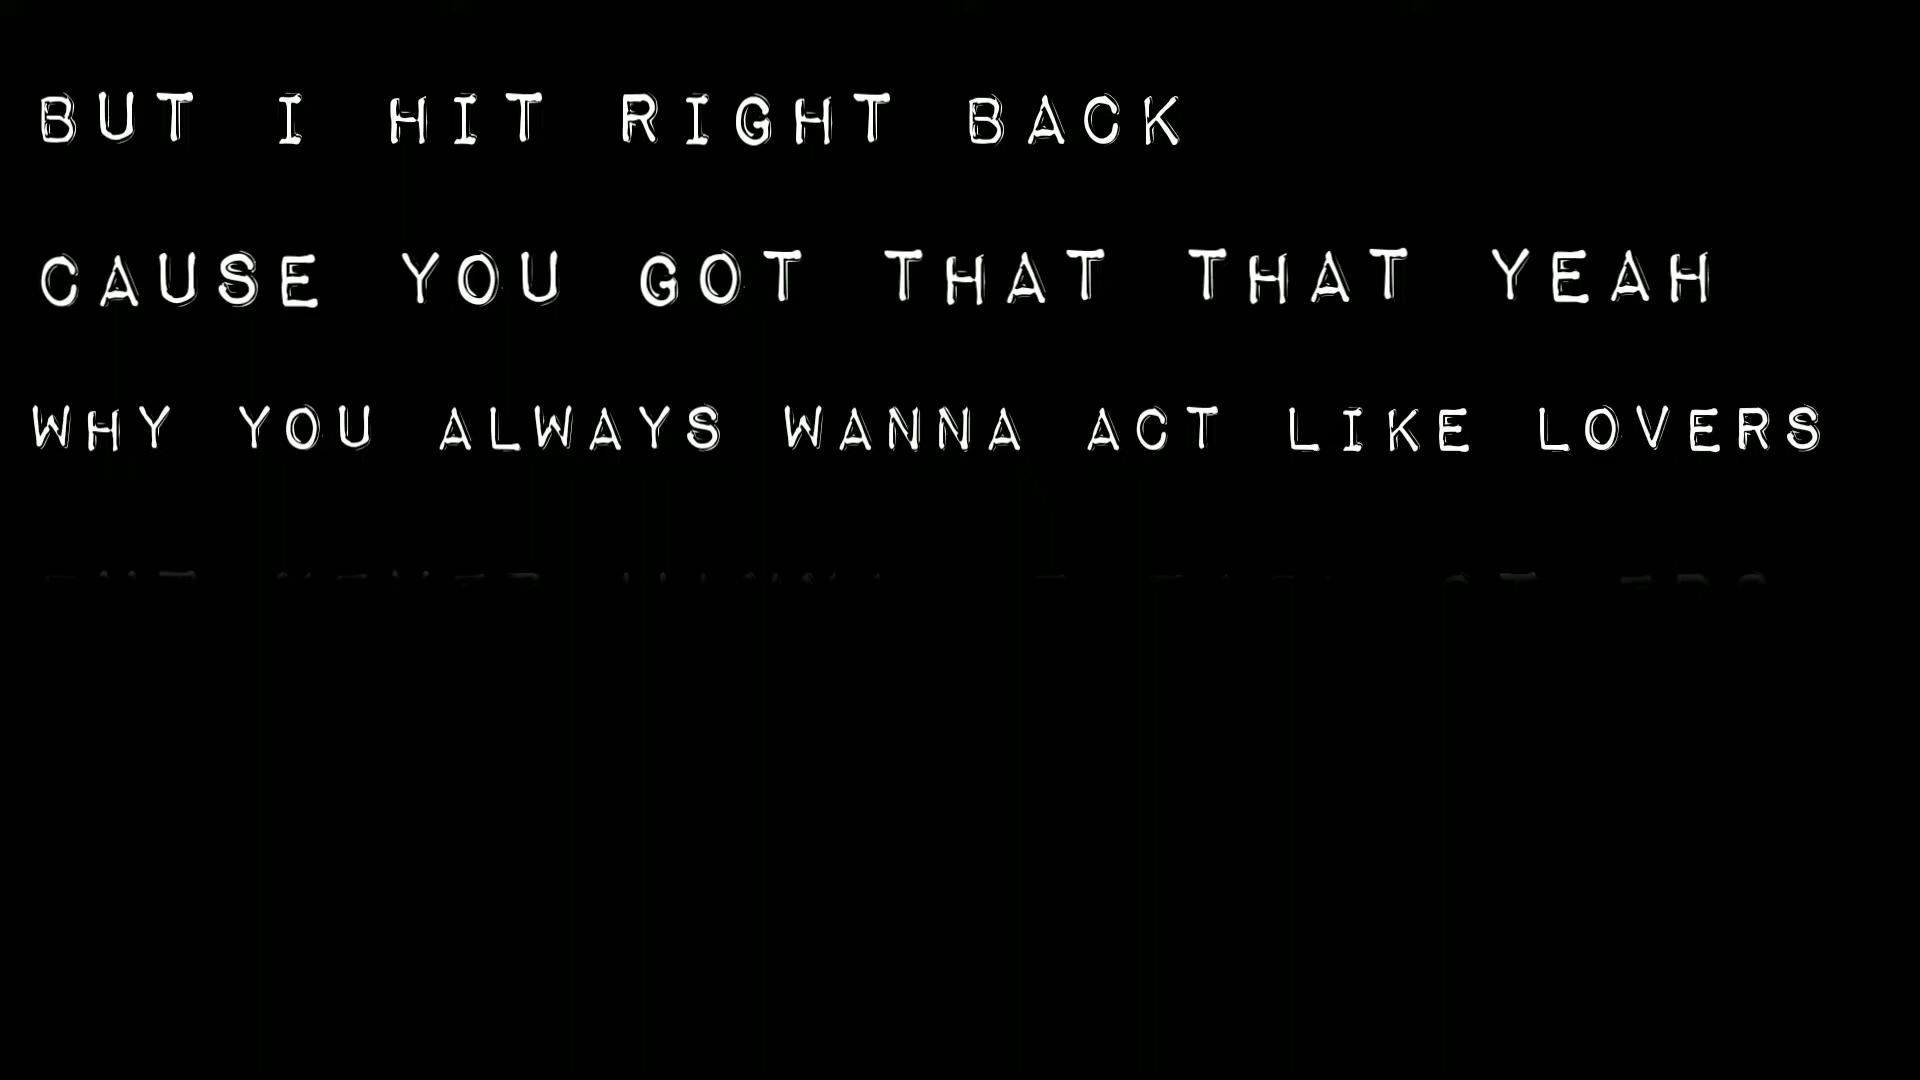 BUT I HIT RIGHT BACK
CAUSE YOU GOT THAT THAT YEAH
WHY YOU ALWAYS WANNA ACT LIKE LOVERS